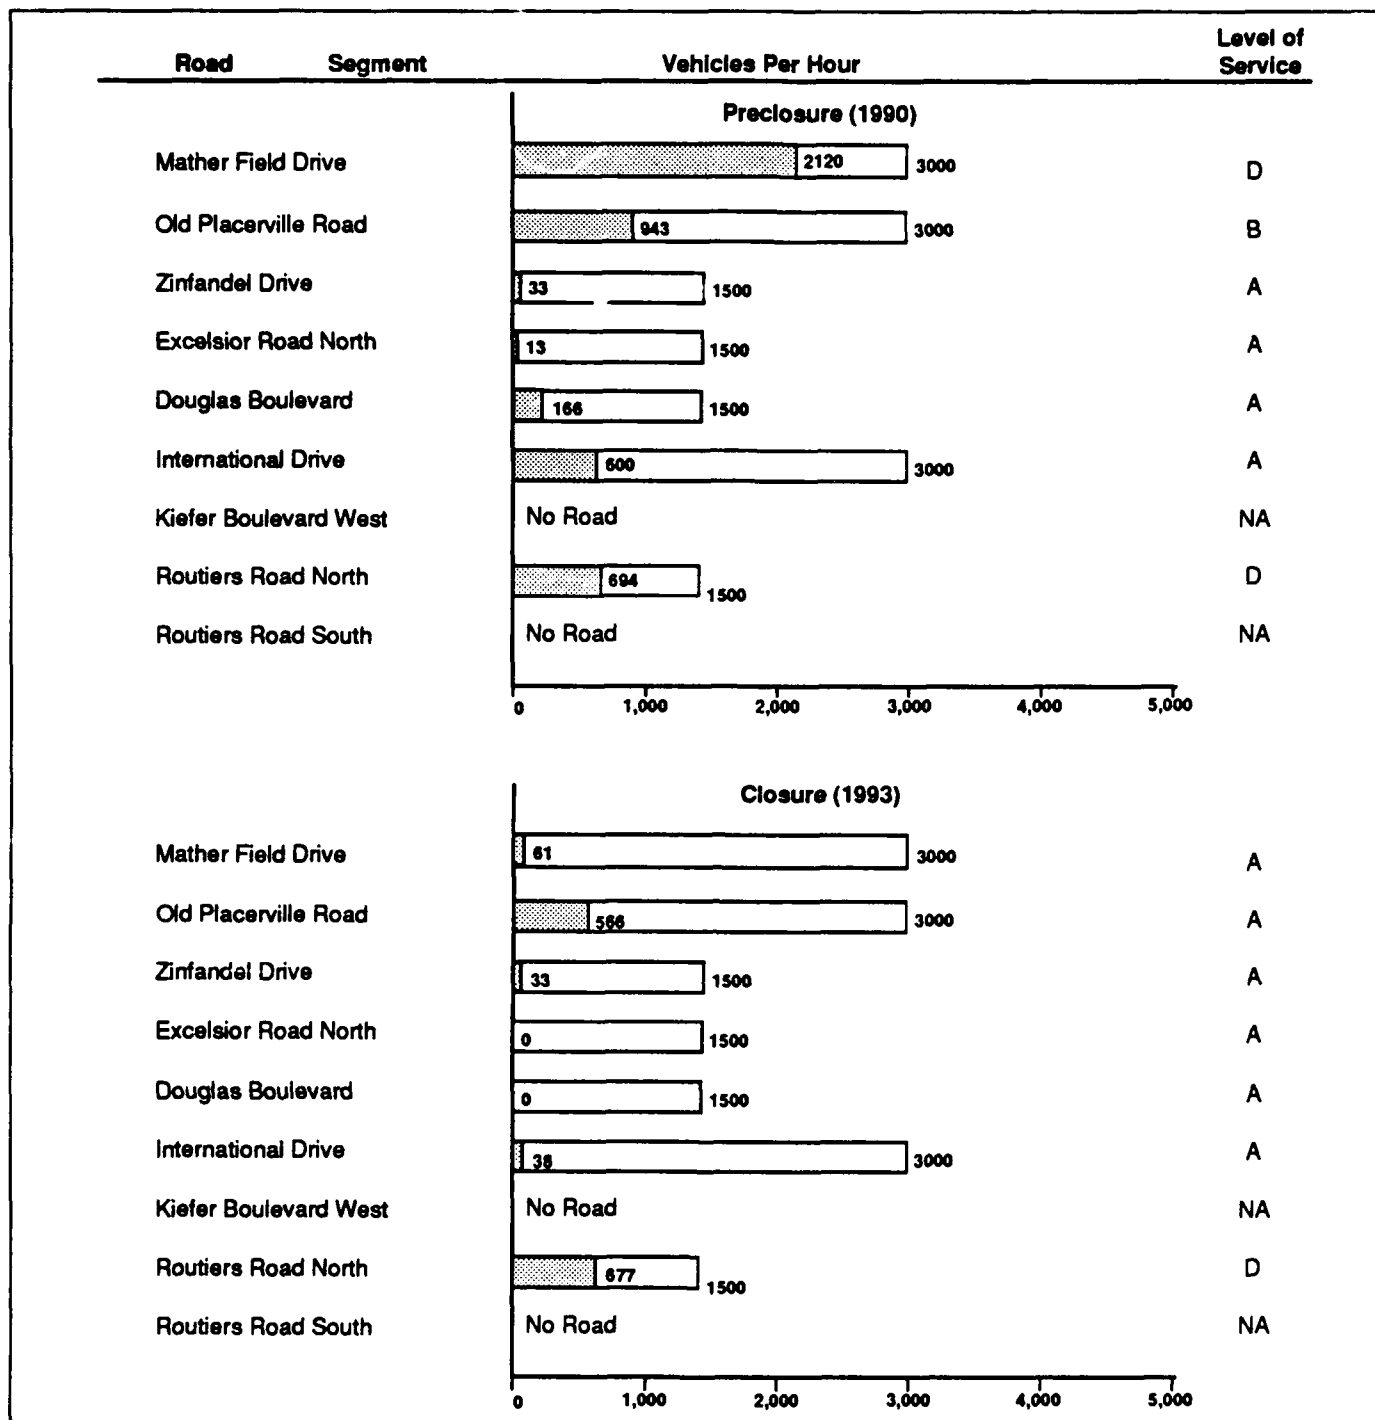 Road Segment Vehicles Per Hour Level of Service
Preclosure (1990)
Mather Field Drive 2120 3000 D
Old Placerville Road 943 3000 B
Zinfandel Drive 33 1500 A
Excelsior Road North 13 1500 A
Douglas Boulevard 166 1500 A
International Drive 600 3000 A
Kiefer Boulevard West No Road NA
Routiers Road North 694 1500 D
Routiers Road South No Road NA
0 1,000 2,000 3,000 4,000 5,000
Closure (1993)
Mather Field Drive 61 3000 A
Old Placerville Road 566 3000 A
Zinfandel Drive 33 1500 A
Excelsior Road North 0 1500 A
Douglas Boulevard 0 1500 A
International Drive 38 3000 A
Kiefer Boulevard West No Road NA
Routiers Road North 677 1500 D
Routiers Road South No Road NA
0 1,000 2,000 3,000 4,000 5,000